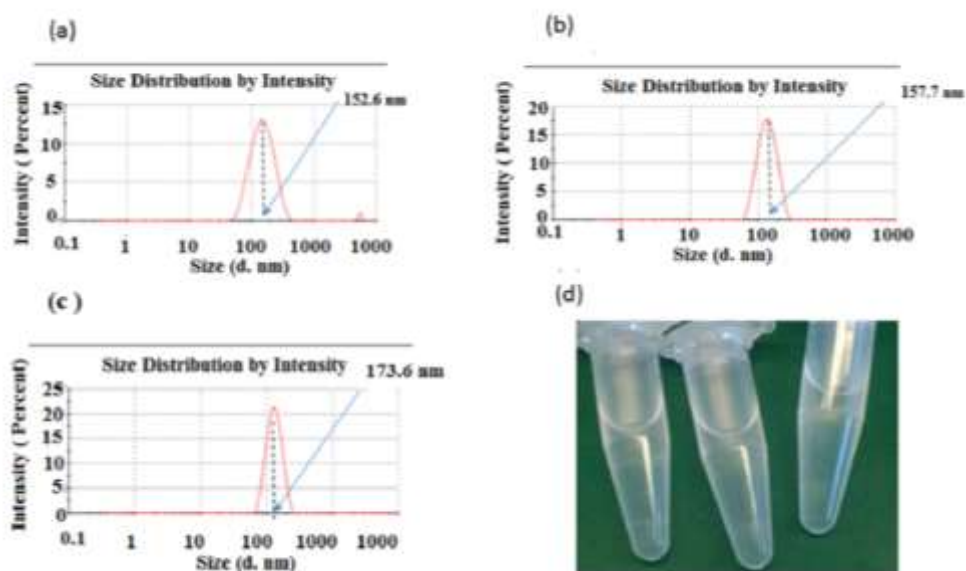 (a)
Size Distribution by Intensity
152.6 nm
Intensity ( Percent)
15
10
5
0
0.1 1 10 100 1000 1000
Size (d. nm)
(b)
Size Distribution by Intensity
157.7 nm
Intensity ( Percent)
20
15
10
5
0
0.1 1 10 100 1000 1000
Size (d. nm)
(c )
Size Distribution by Intensity
173.6 nm
Intensity ( Percent)
25
20
15
10
5
0
0.1 1 10 100 1000 1000
Size (d. nm)
(d)